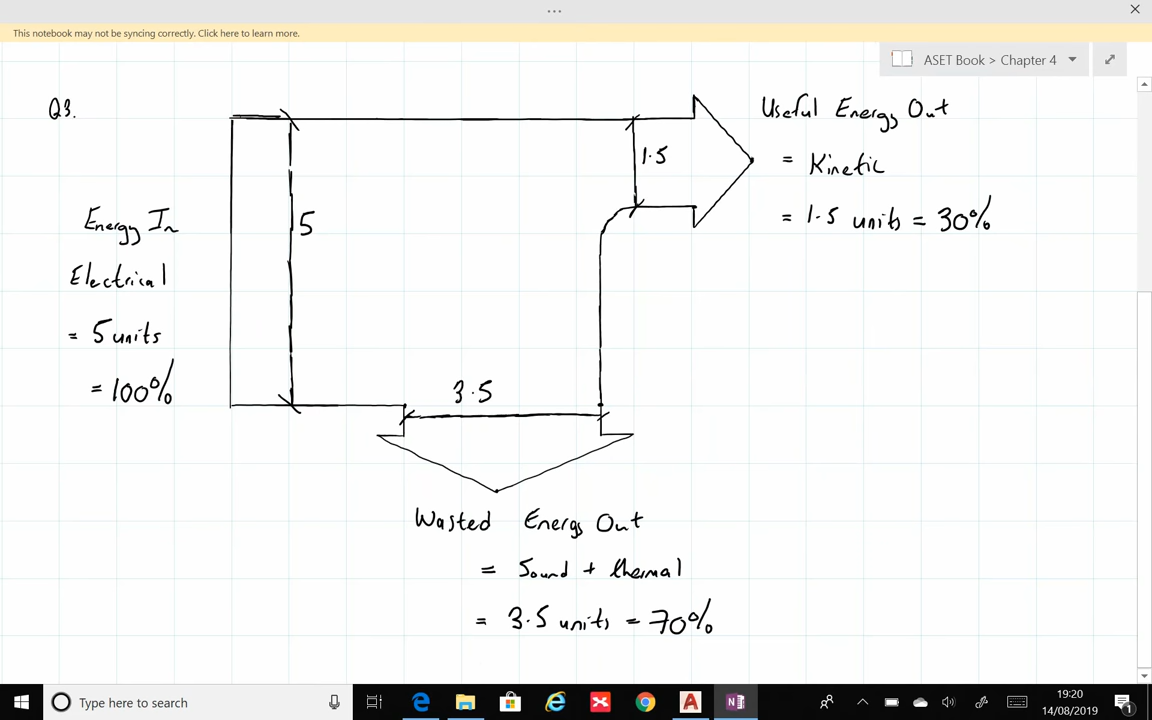 This notebook may not be syncing correctly. Click here to learn more.
ASET Book > Chapter 4
Q3.
Useful Energy Out
= Kinetic
= 1.5 units = 30%
1.5
Energy In
Electrical
= 5 units
= 100%
5
3.5
Wasted Energy Out
= Sound + thermal
= 3.5 units = 70%
Type here to search
19:20
14/08/2019
1